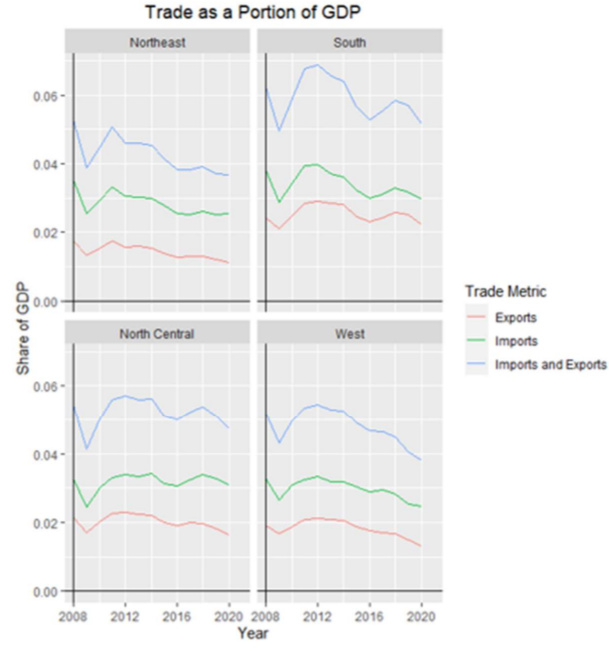 Trade as a Portion of GDP
Northeast
South
0.06
0.04
0.02
0.00
North Central
West
0.06
0.04
0.02
0.00
2008 2012 2016 2020 2008 2012 2016 2020
Year
Share of GDP
Trade Metric
Exports
Imports
Imports and Exports